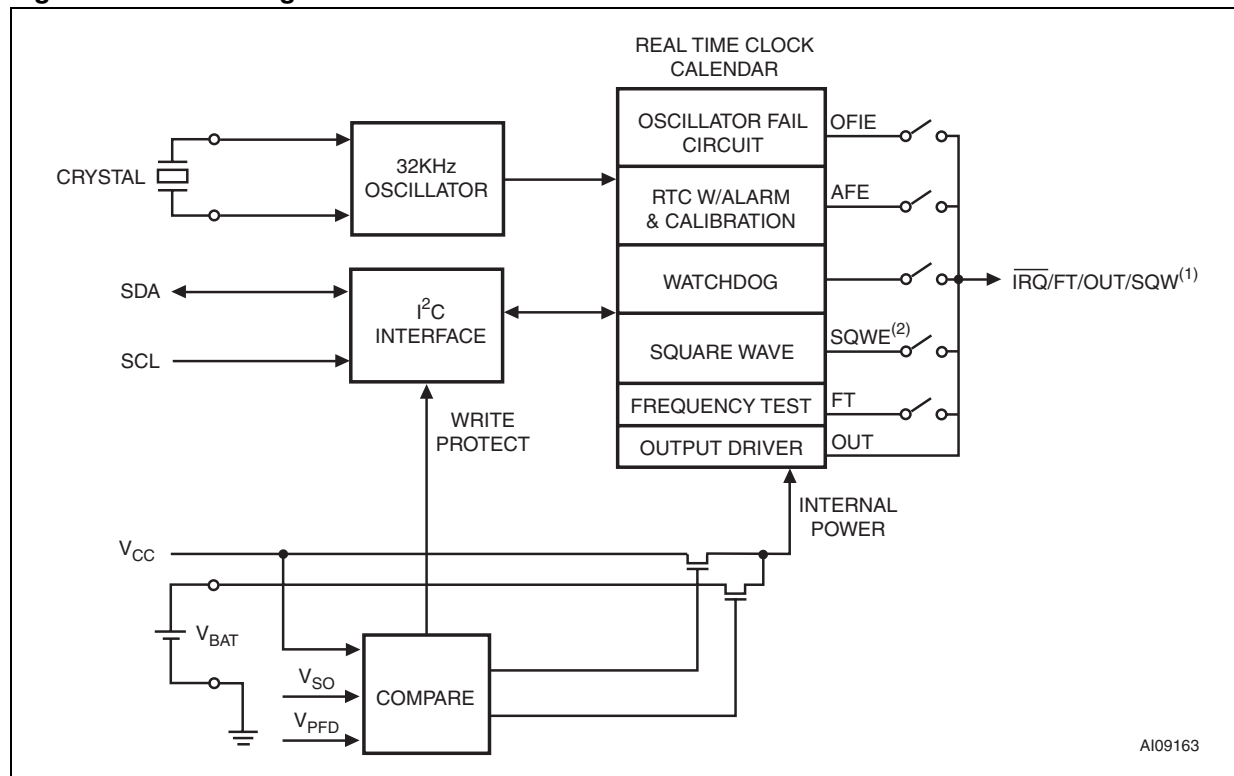 REAL TIME CLOCK
CALENDAR
CRYSTAL
32KHz
OSCILLATOR
OSCILLATOR FAIL
CIRCUIT
OFIE
RTC W/ALARM
& CALIBRATION
AFE
SDA
SCL
I²C
INTERFACE
WATCHDOG
IRQ/FT/OUT/SQW(1)
SQUARE WAVE
SQWE(2)
FREQUENCY TEST
FT
OUTPUT DRIVER
OUT
WRITE
PROTECT
INTERNAL
POWER
VCC
VBAT
VSO
VPFD
COMPARE
AI09163